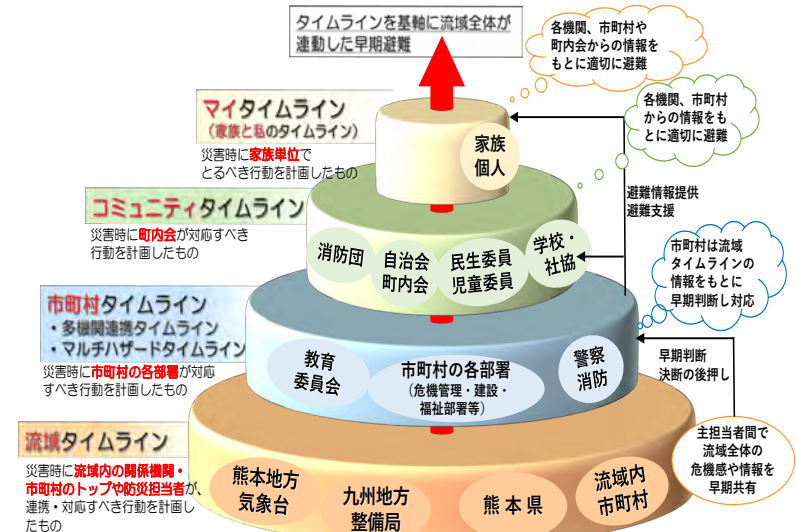 タイムラインを基軸に流域全体が
連動した早期避難
各機関、市町村や
町内会からの情報を
もとに適切に避難
各機関、市町村
からの情報をも
とに適切に避難
マイタイムライン
（家族と私のタイムライン）
災害時に家族単位で
とるべき行動を計画したもの
家族
個人
避難情報提供
避難支援
コミュニティタイムライン
災害時に町内会が対応すべき
行動を計画したもの
消防団
自治会
町内会
民生委員
児童委員
学校・
社協
市町村は流域
タイムラインの
情報をもとに
早期判断し対応
市町村タイムライン
・多機関連携タイムライン
・マルチハザードタイムライン
災害時に市町村の各部署が対応
すべき行動を計画したもの
教育
委員会
市町村の各部署
（危機管理・建設・
福祉部署等）
警察
消防
早期判断
決断の後押し
流域タイムライン
災害時に流域内の関係機関・
市町村のトップや防災担当者が、
連携・対応すべき行動を計画し
たもの
熊本地方
気象台
九州地方
整備局
熊本県
流域内
市町村
主担当者間で
流域全体の
危機感や情報を
早期共有